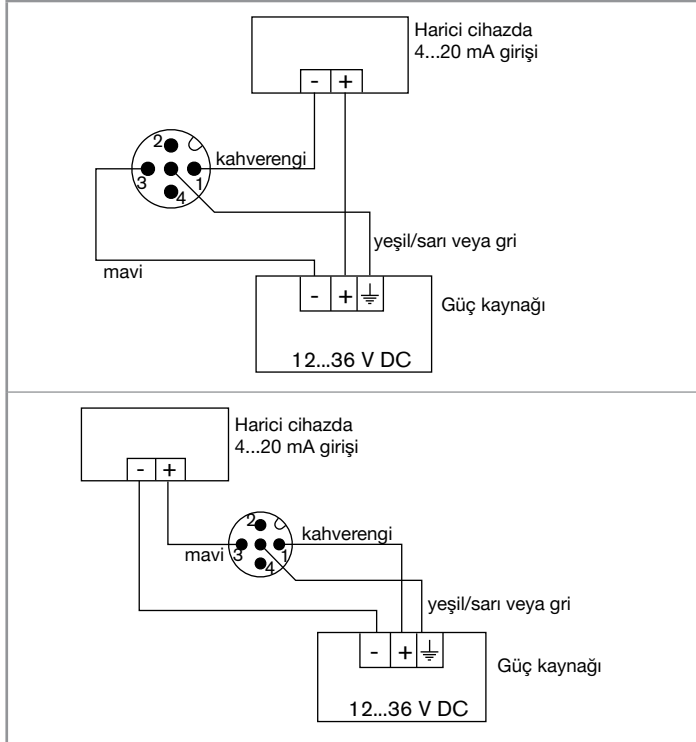 Harici cihazda
4...20 mA girişi
- +
2
kahverengi
3 1
4
yeşil/sarı veya gri
mavi
- +
Güç kaynağı
12...36 V DC
Harici cihazda
4...20 mA girişi
- +
2
kahverengi
mavi 3 1
4
yeşil/sarı veya gri
- +
Güç kaynağı
12...36 V DC